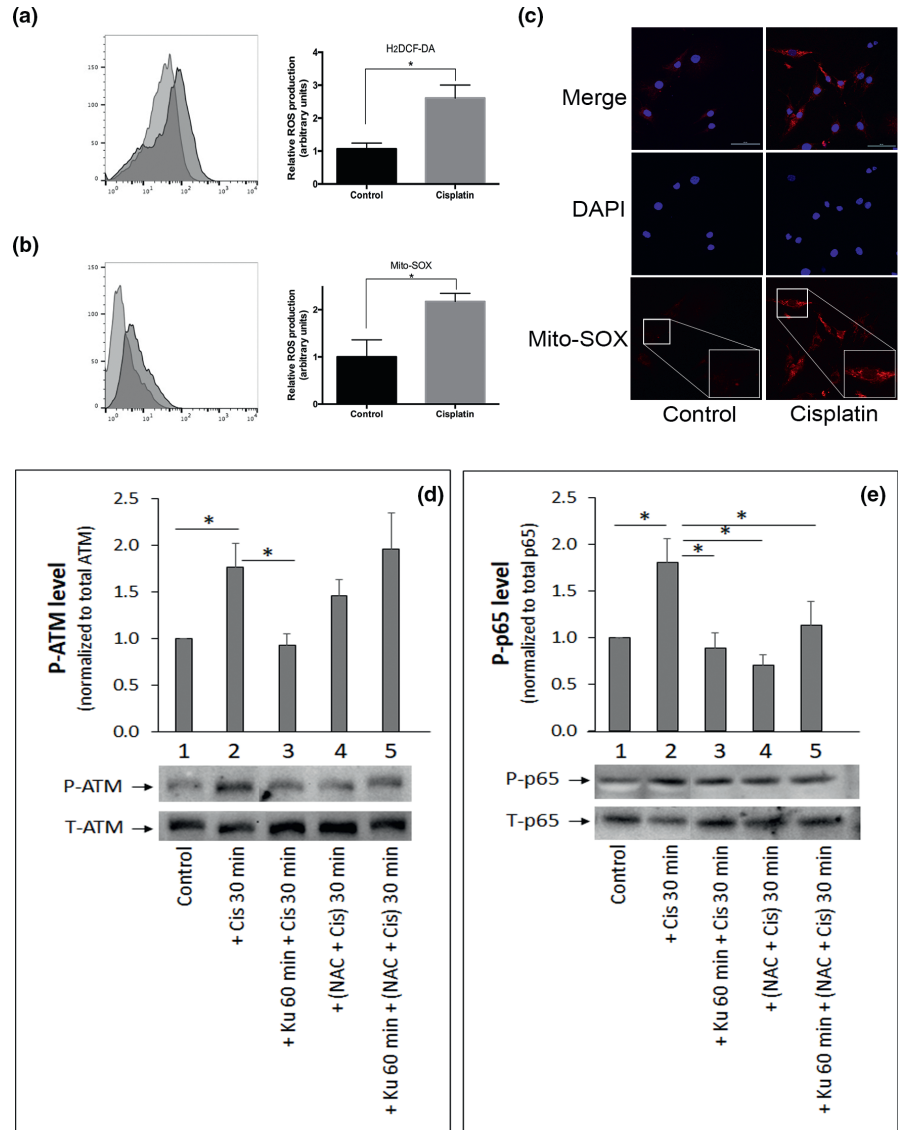 (a)
150
100
50
0
10^0
10^1
10^2
10^3
10^4
H2DCF-DA
*
Relative ROS production
(arbitrary units)
4
3
2
1
0
Control
Cisplatin
(b)
150
100
50
0
10^0
10^1
10^2
10^3
10^4
Mito-SOX
*
Relative ROS production
(arbitrary units)
2
1
0
Control
Cisplatin
(c)
Merge
DAPI
Mito-SOX
Control
Cisplatin
(d)
P-ATM level
(normalized to total ATM)
2.5
2.0
1.5
1.0
0.5
0.0
*
*
1 2 3 4 5
P-ATM
T-ATM
Control
+ Cis 30 min
+ Ku 60 min + Cis 30 min
+ (NAC + Cis) 30 min
+ Ku 60 min + (NAC + Cis) 30 min
(e)
P-p65 level
(normalized to total p65)
2.5
2.0
1.5
1.0
0.5
0.0
*
*
*
*
1 2 3 4 5
P-p65
T-p65
Control
+ Cis 30 min
+ Ku 60 min + Cis 30 min
+ (NAC + Cis) 30 min
+ Ku 60 min + (NAC + Cis) 30 min